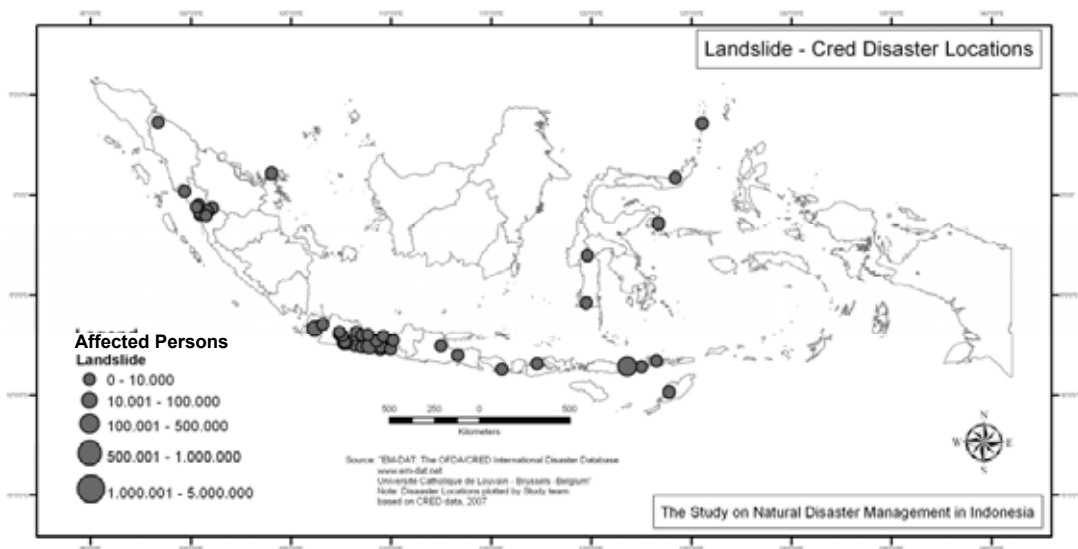 Landslide - Cred Disaster Locations
Affected Persons
Landslide
0 - 10.000
10.001 - 100.000
100.001 - 500.000
500.001 - 1.000.000
1.000.001 - 5.000.000
500 250 0 500
Kilometers
Source: "EM-DAT: The OFDA/CRED International Disaster Database
www.em-dat.net
Université Catholique de Louvain - Brussels -Belgium"
Note: Disaster Locations plotted by Study team
based on CRED data, 2007
N
W E
S
The Study on Natural Disaster Management in Indonesia